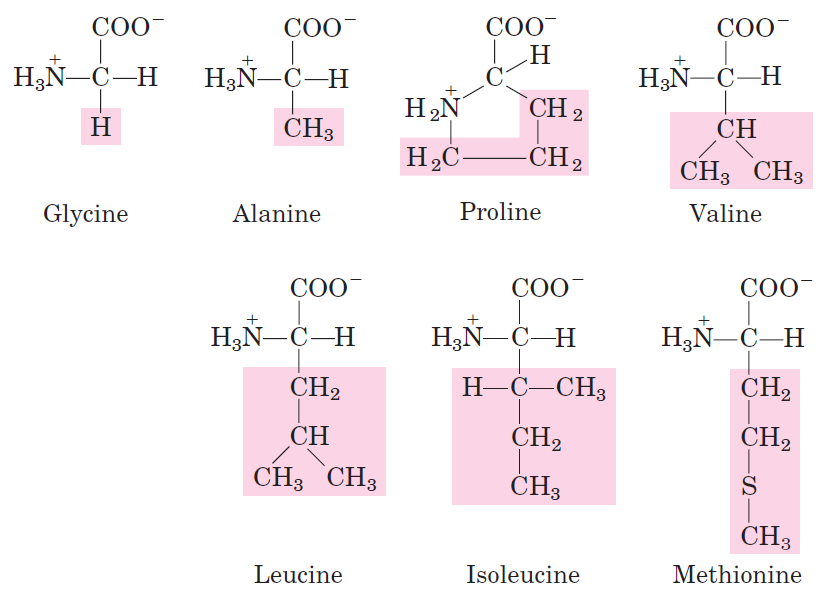 COO⁻ COO⁻ COO⁻ COO⁻
H
H₃N⁺—C—H H₃N⁺—C—H C H₃N⁺—C—H
H₂N⁺ CH₂
H CH₃ CH
H₂C CH₂
CH₃ CH₃
Glycine Alanine Proline Valine
COO⁻ COO⁻ COO⁻
H₃N⁺—C—H H₃N⁺—C—H H₃N⁺—C—H
CH₂ H—C—CH₃ CH₂
CH CH₂ CH₂
CH₃ CH₃ CH₃ S
CH₃
Leucine Isoleucine Methionine